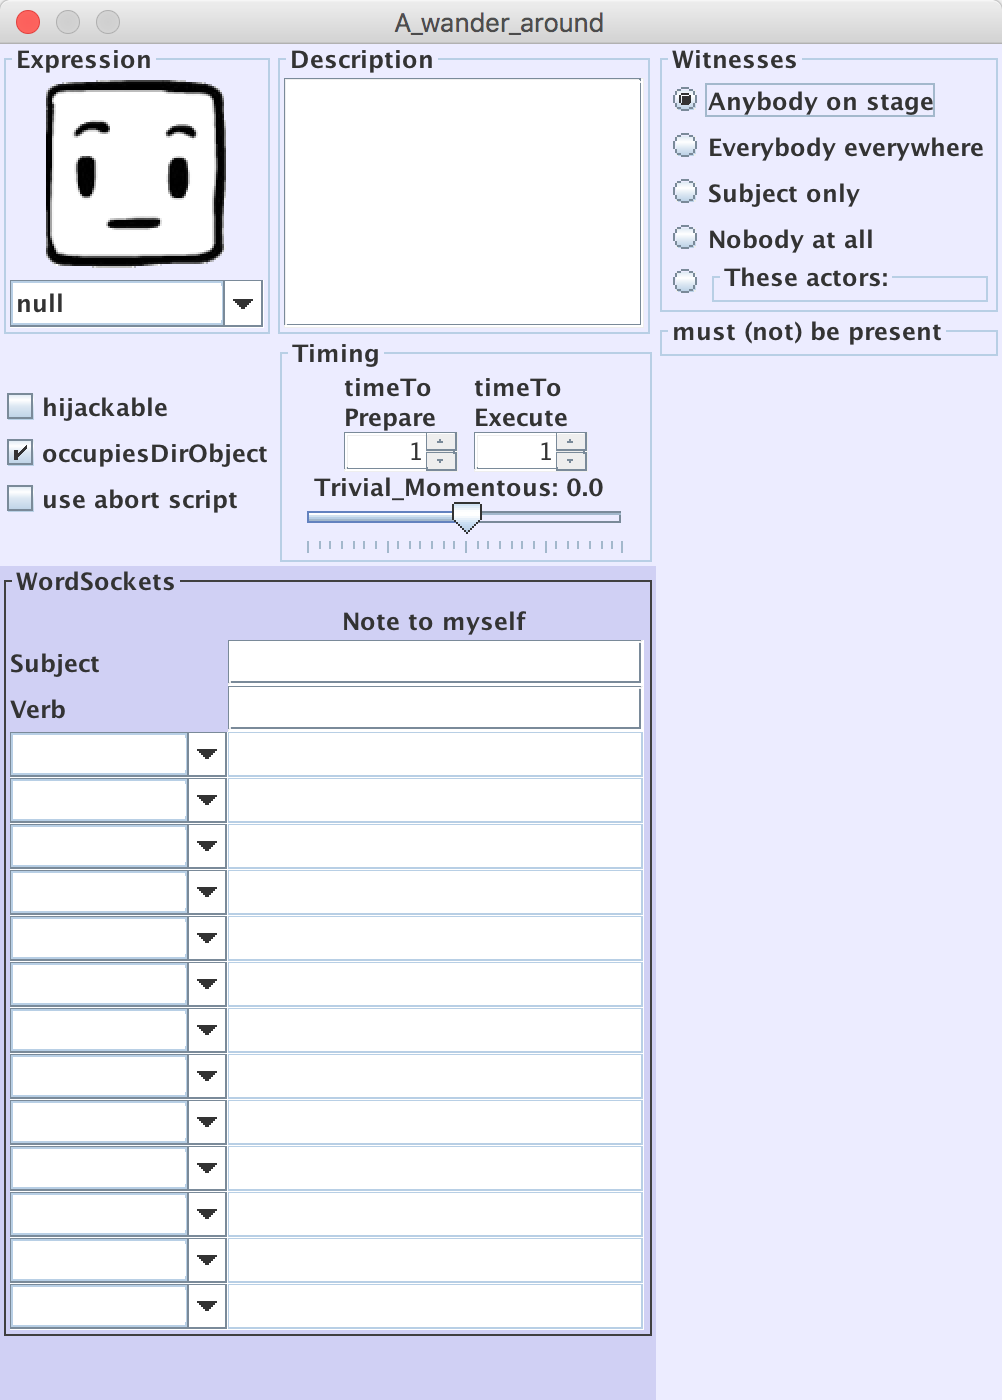 A_wander_around
Expression
null
Description
Witnesses
Anybody on stage
Everybody everywhere
Subject only
Nobody at all
These actors:
must (not) be present
hijackable
occupiesDirObject
use abort script
Timing
timeTo Prepare
1
timeTo Execute
1
Trivial_Momentous: 0.0
WordSockets
Note to myself
Subject
Verb